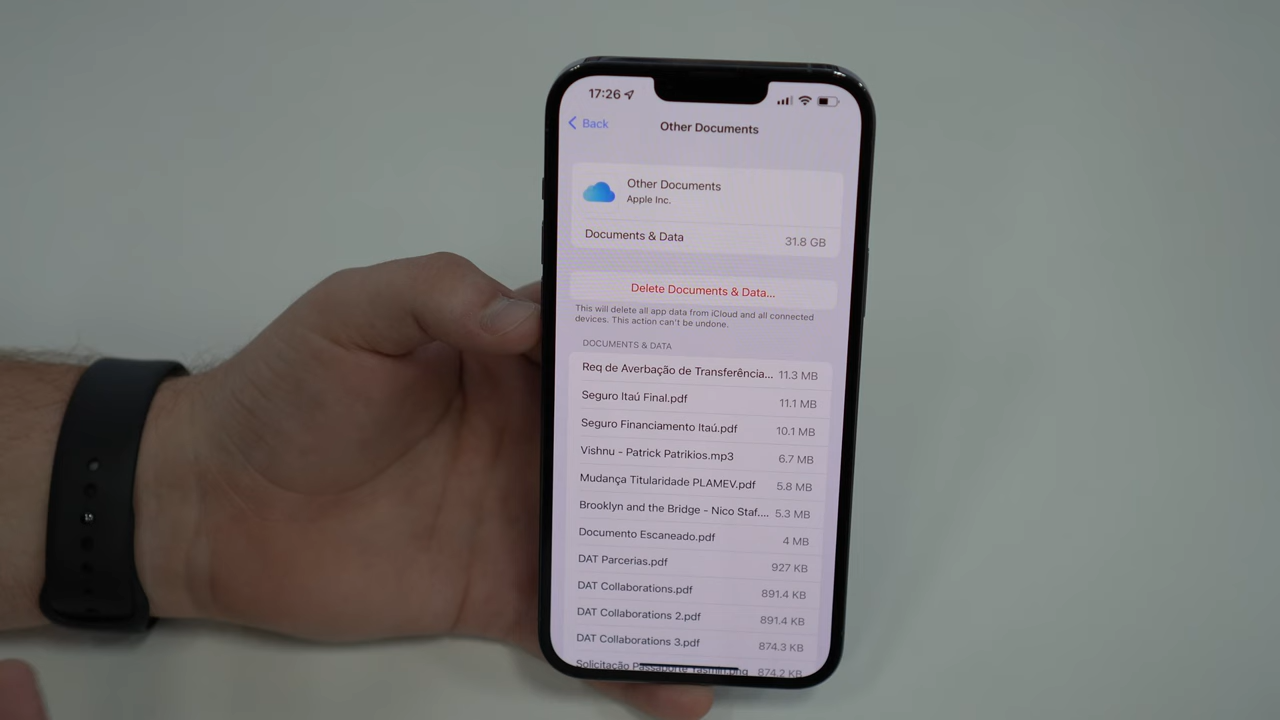 17:26
Back
Other Documents
Other Documents
Apple Inc.
Documents & Data 31.8 GB
Delete Documents & Data...
This will delete all app data from iCloud and all connected
devices. This action can't be undone.
DOCUMENTS & DATA
Req de Averbação de Transferência... 11.3 MB
Seguro Itaú Final.pdf 11.1 MB
Seguro Financiamento Itaú.pdf 10.1 MB
Vishnu - Patrick Patrikios.mp3 6.7 MB
Mudança Titularidade PLAMEV.pdf 5.8 MB
Brooklyn and the Bridge - Nico Staf.... 5.3 MB
Documento Escaneado.pdf 4 MB
DAT Parcerias.pdf 927 KB
DAT Collaborations.pdf 891.4 KB
DAT Collaborations 2.pdf 891.4 KB
DAT Collaborations 3.pdf 874.3 KB
Solicitação Passaporte Yasmin.png 874.2 KB